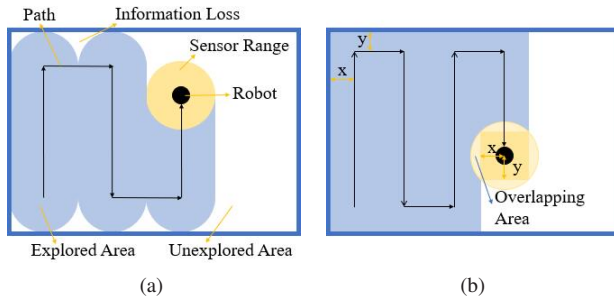 Path
Information Loss
Sensor Range
Robot
Explored Area
Unexplored Area
(a)
y
x
x
y
Overlapping
Area
(b)